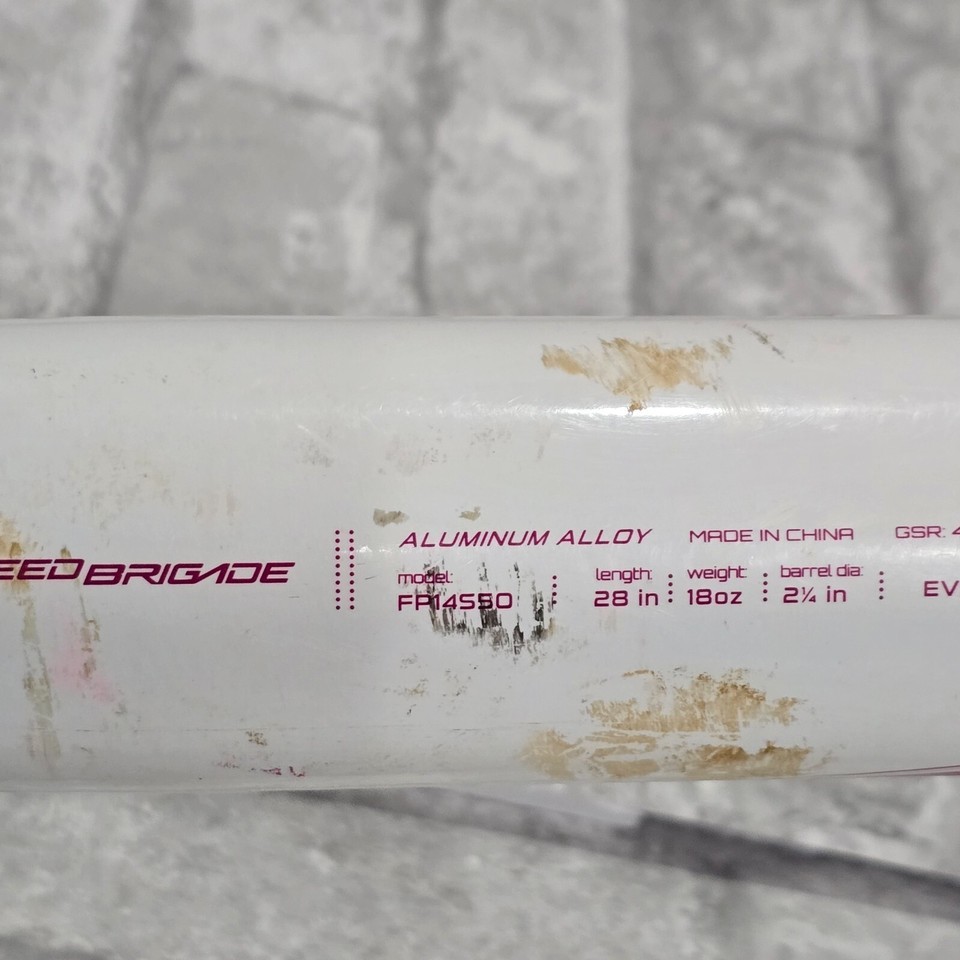 EED BRIGADE
ALUMINUM ALLOY MADE IN CHINA GSR: 4
model: length: weight: barrel dia:
FP14S50 28 in 18oz 2¼ in EV